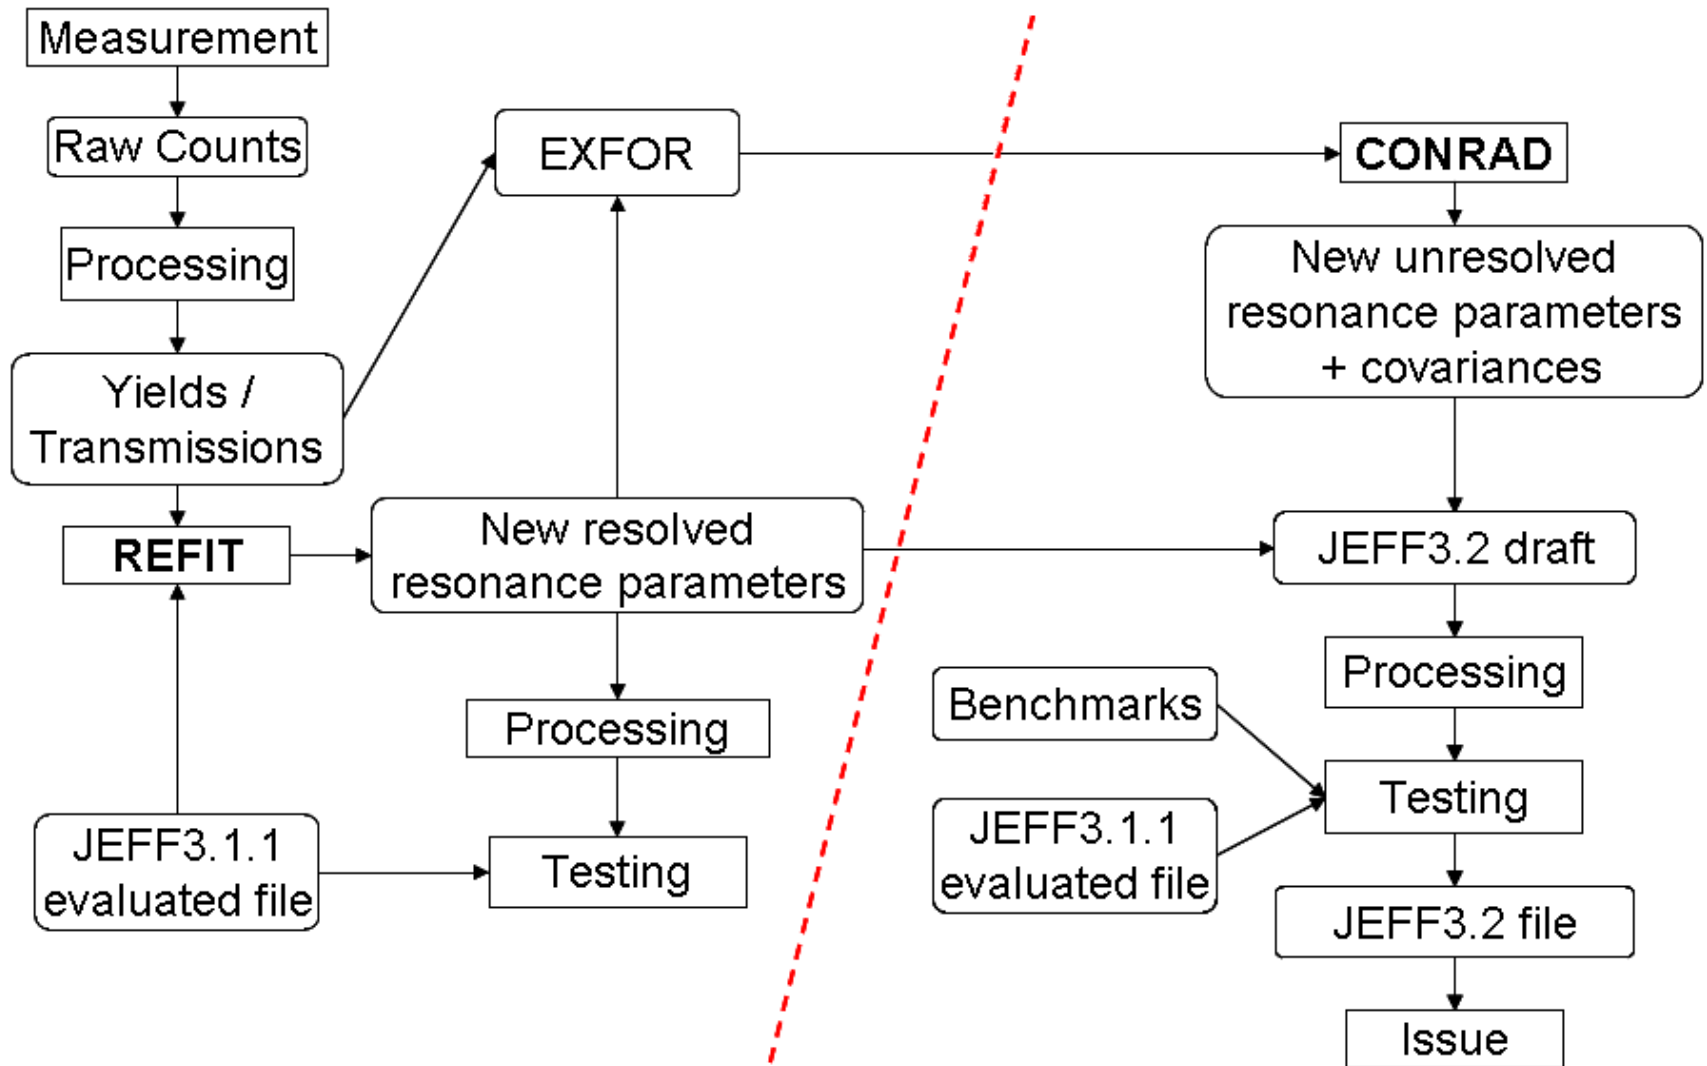 Measurement
Raw Counts
Processing
Yields /
Transmissions
REFIT
JEFF3.1.1
evaluated file
EXFOR
New resolved
resonance parameters
Processing
Testing
CONRAD
New unresolved
resonance parameters
+ covariances
JEFF3.2 draft
Processing
Benchmarks
JEFF3.1.1
evaluated file
Testing
JEFF3.2 file
Issue